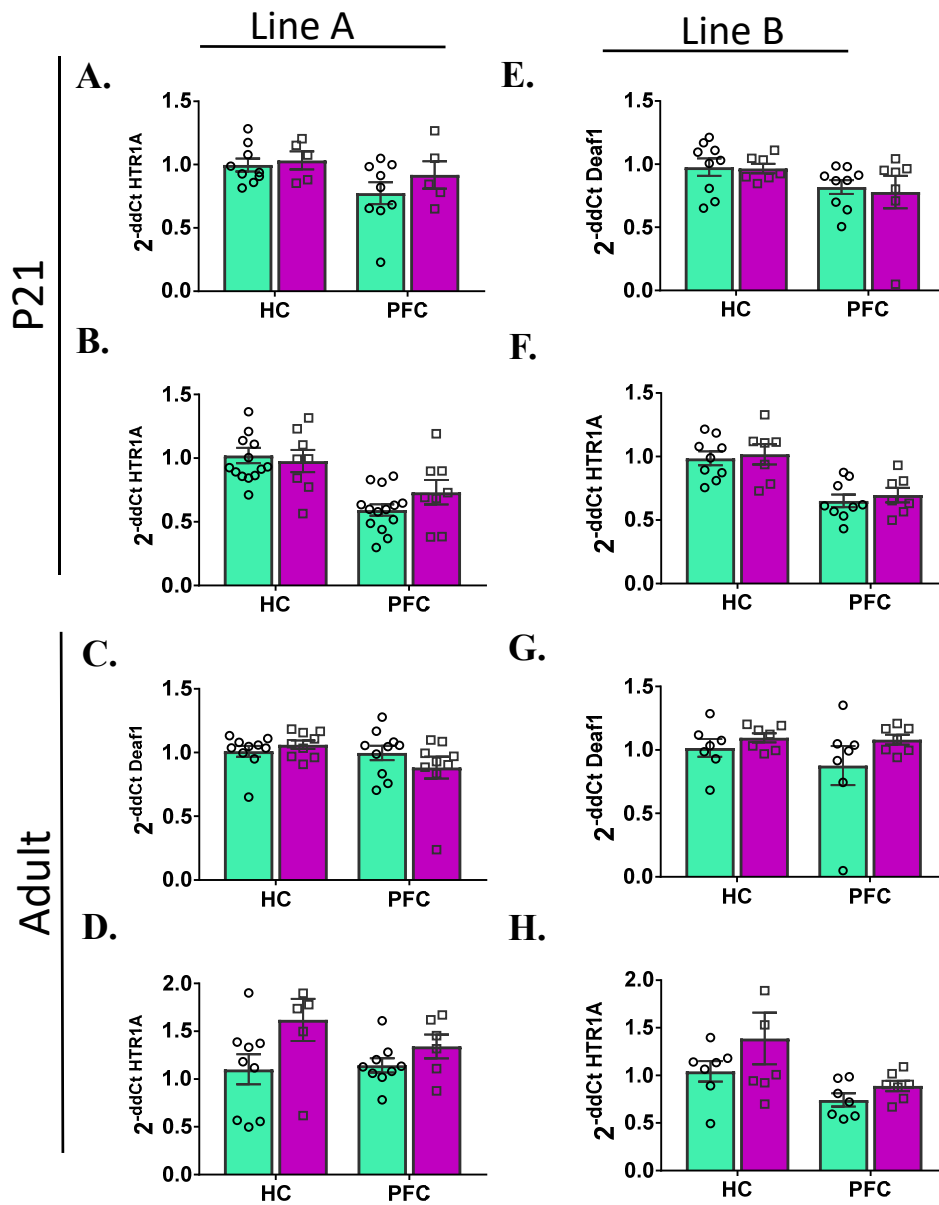 Line A
Line B
P21
A.
2-ddCt HTR1A
1.5
1.0
0.5
0.0
HC
PFC
E.
2-ddCt Deaf1
1.5
1.0
0.5
0.0
HC
PFC
B.
2-ddCt HTR1A
1.5
1.0
0.5
0.0
HC
PFC
F.
2-ddCt HTR1A
1.5
1.0
0.5
0.0
HC
PFC
Adult
C.
2-ddCt Deaf1
1.5
1.0
0.5
0.0
HC
PFC
G.
2-ddCt Deaf1
1.5
1.0
0.5
0.0
HC
PFC
D.
2-ddCt HTR1A
2.0
1.5
1.0
0.5
0.0
HC
PFC
H.
2-ddCt HTR1A
2.0
1.5
1.0
0.5
0.0
HC
PFC